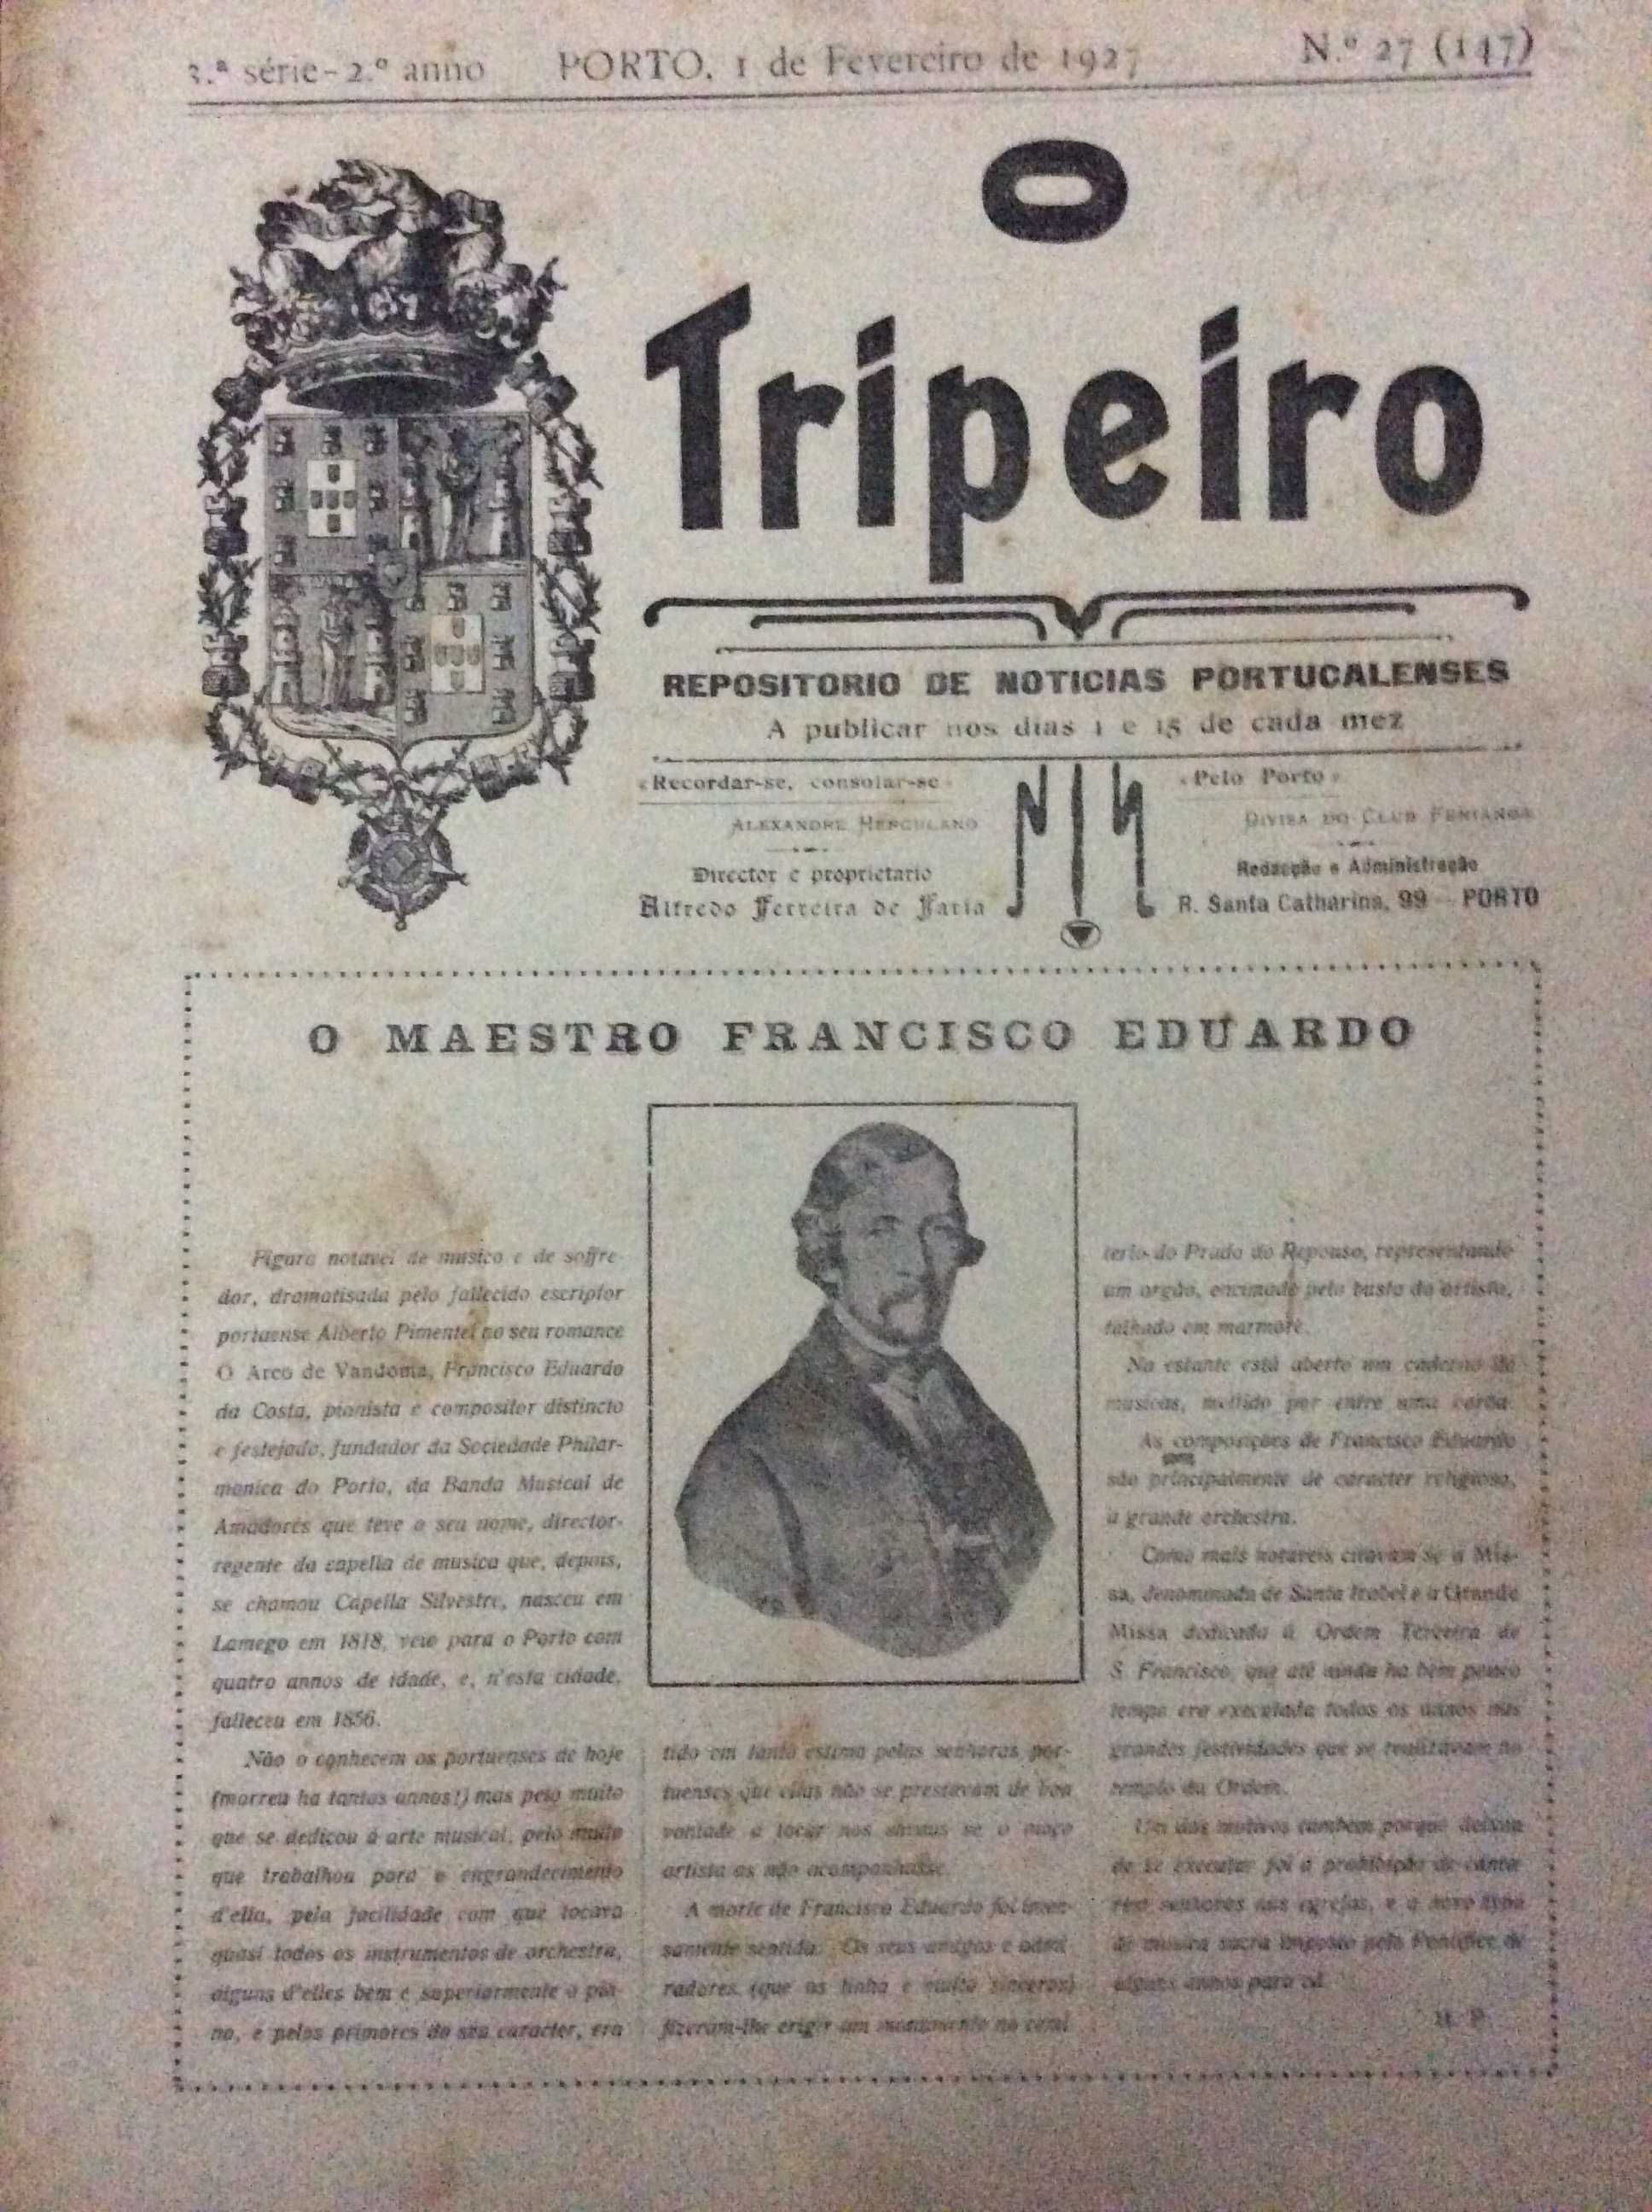 3.ª série-2.º anno PORTO, 1 de Fevereiro de 1927 N.º 27 (147)
O
Tripeiro
REPOSITORIO DE NOTICIAS PORTUCALENSES
A publicar nos dias 1 e 15 de cada mez
«Recordar-se, consolar-se»
ALEXANDRE HERCULANO
Director e proprietario
Alfredo Ferreira de Faria
«Pelo Porto»
DIVISA DO CLUB FENIANOS
Redacção e Administração
R. Santa Catharina, 99 — PORTO
O MAESTRO FRANCISCO EDUARDO
Figura notavel de musico e de soffre-
dor, dramatisada pelo fallecido escriptor
portuense Alberto Pimentel no seu romance
O Arco de Vandoma, Francisco Eduardo
da Costa, pianista e compositor distincto
e festejado, fundador da Sociedade Philar-
monica do Porto, da Banda Musical de
Amadores que teve o seu nome, director-
regente da capella de musica que, depois,
se chamou Capella Silvestre, nasceu em
Lamego em 1818, veio para o Porto com
quatro annos de idade, e, n'esta cidade,
falleceu em 1856.
Não o conhecem os portuenses de hoje
(morreu ha tantos annos!) mas pelo muito
que se dedicou á arte musical, pelo muito
que trabalhou para o engrandecimento
d'ella, pela facilidade com que tocava
quasi todos os instrumentos de orchestra,
alguns d'elles bem e superiormente o pia-
no, e pelos primores do seu caracter, era
tido em tanta estima pelas senhoras por-
tuenses que ellas não se prestavam de boa
vontade a tocar nos se o moço
artista as não acompanhasse.
A morte de Francisco Eduardo foi imen-
samente sentida. Os seus amigos e admi-
radores (que os tinha e muito sinceros)
fizeram-lhe erigir um monumento no cemi-
terio do Prado do Repouso, representando
um orgão, encimado pelo busto do artista,
talhado em marmore.
Na estante está aberto um caderno de
musicas, mettido por entre uma corôa.
As composições de Francisco Eduardo
são principalmente de caracter religioso,
a grande orchestra.
Como mais notaveis citavam-se a Mis-
sa, denominada de Santa Izabel e a Grande
Missa dedicada á Ordem Terceira de
S. Francisco, que até ainda ha bem pouco
tempo era executada todos os annos nas
grandes festividades que se realizavam no
templo da Ordem.
Um dos motivos tambem porque deixou
de se executar foi a prohibição de canta-
rem senhoras nas egrejas, e o novo typo
de musica sacra imposto pelo Pontifice de
alguns annos para cá.